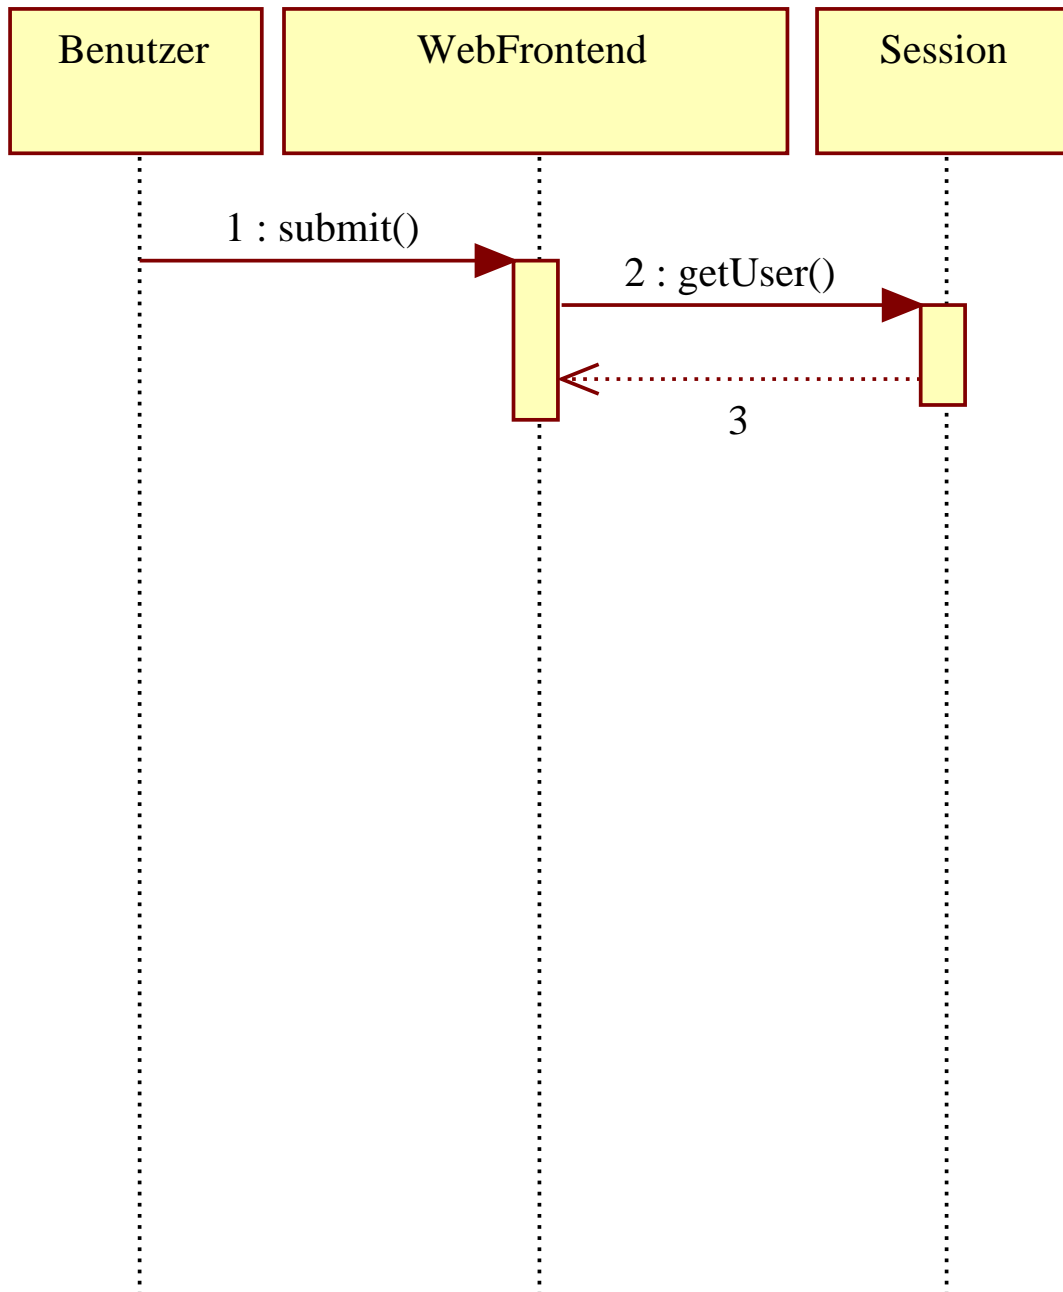 Benutzer
WebFrontend
Session
1 : submit()
2 : getUser()
3